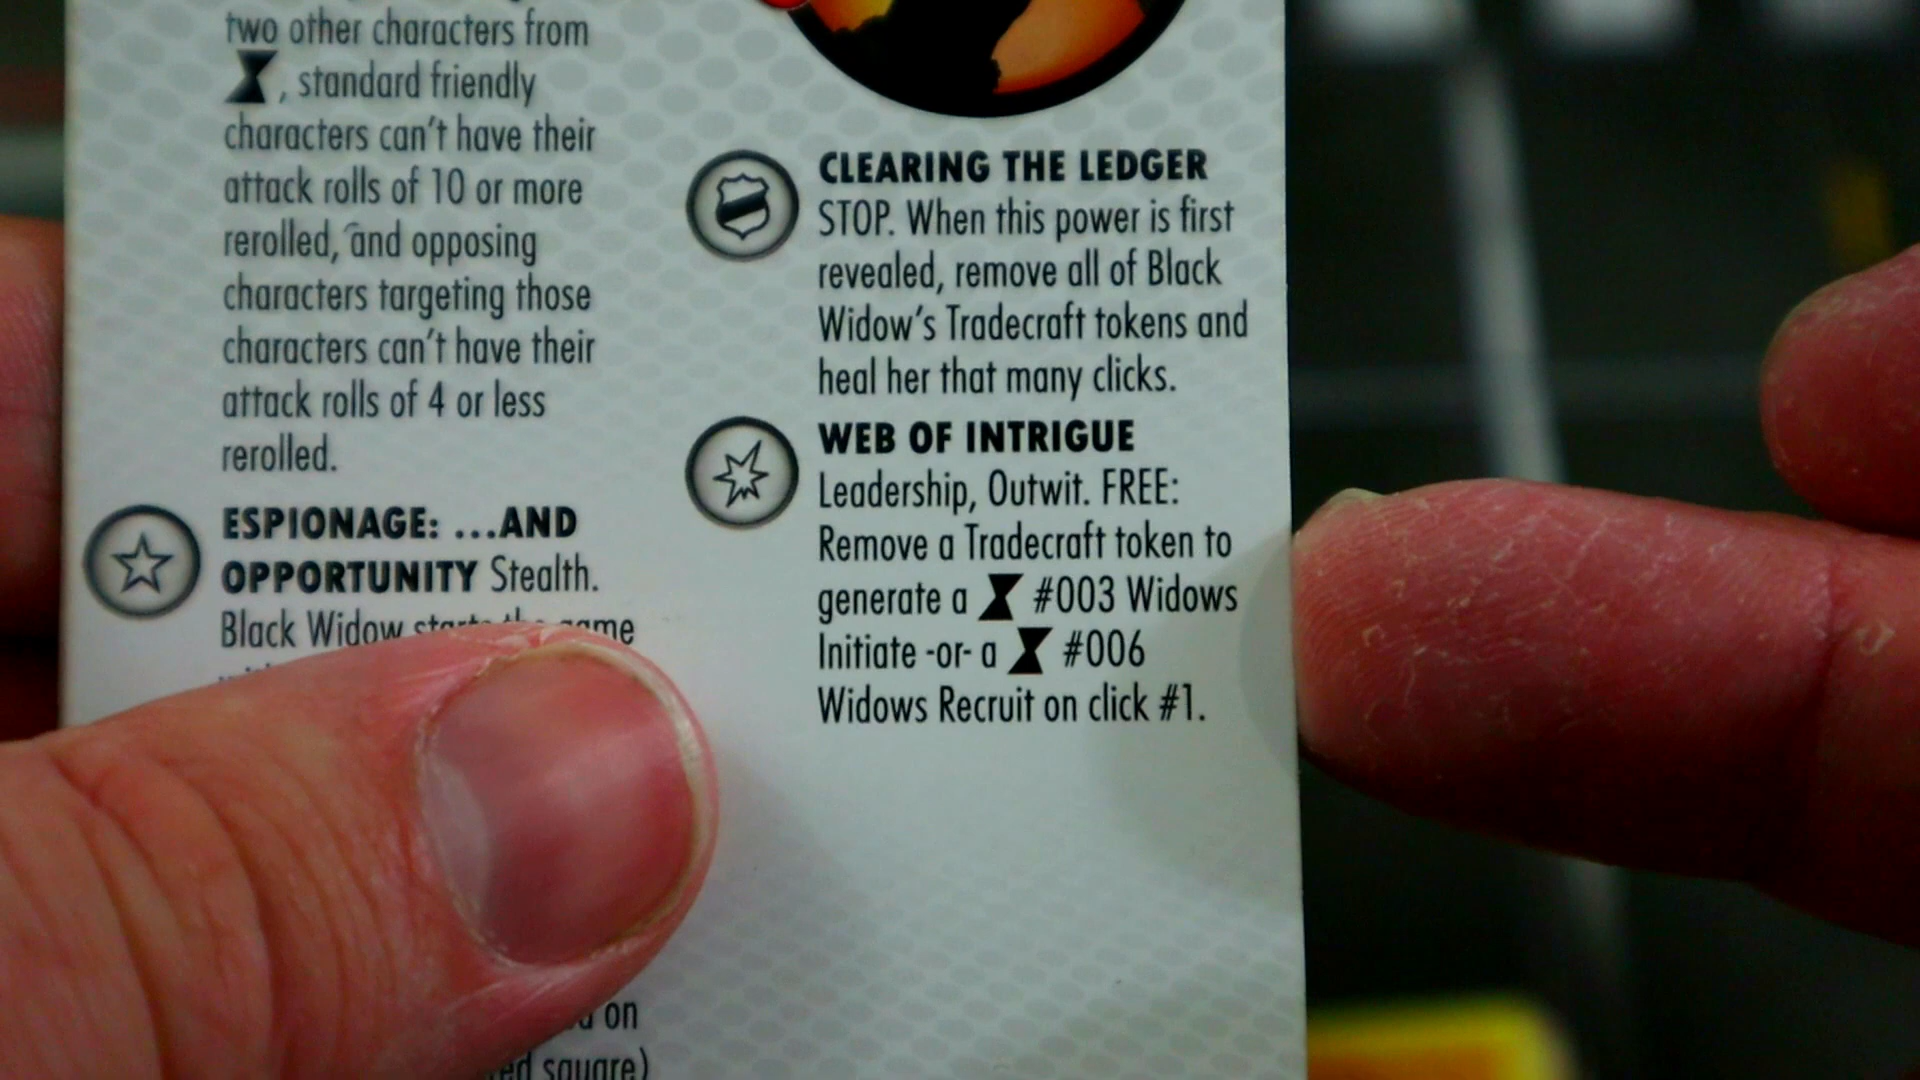 two other characters from
, standard friendly
characters can't have their
attack rolls of 10 or more
rerolled, and opposing
characters targeting those
characters can't have their
attack rolls of 4 or less
rerolled.
ESPIONAGE: ...AND
OPPORTUNITY Stealth.
Black Widow starts the game
on
square)
CLEARING THE LEDGER
STOP. When this power is first
revealed, remove all of Black
Widow's Tradecraft tokens and
heal her that many clicks.
WEB OF INTRIGUE
Leadership, Outwit. FREE:
Remove a Tradecraft token to
generate a #003 Widows
Initiate -or- a #006
Widows Recruit on click #1.